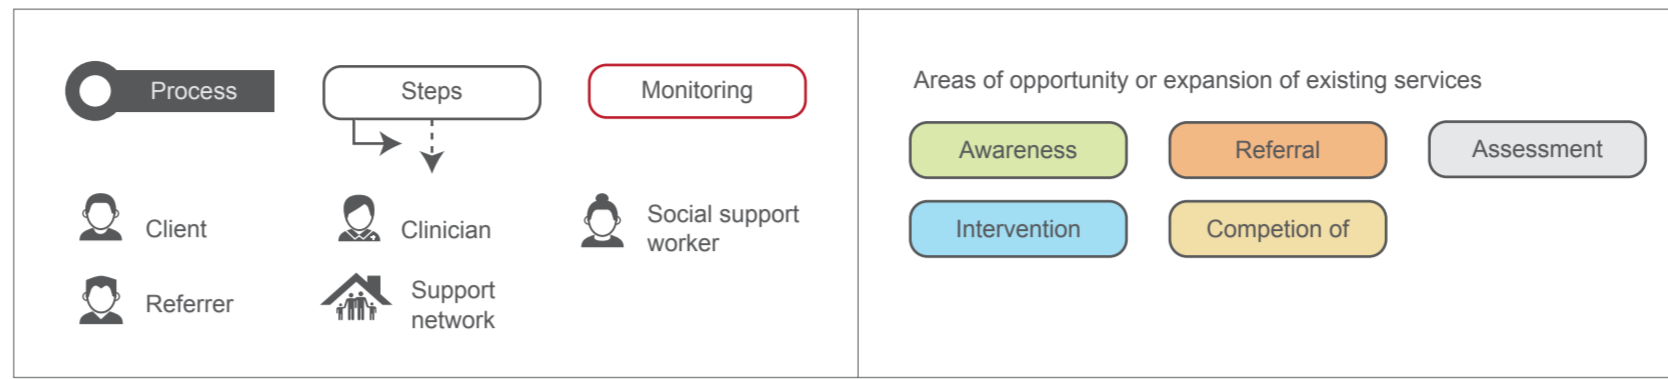 Process
Steps
Monitoring
Client
Clinician
Social support
worker
Referrer
Support
network
Areas of opportunity or expansion of existing services
Awareness
Referral
Assessment
Intervention
Competion of